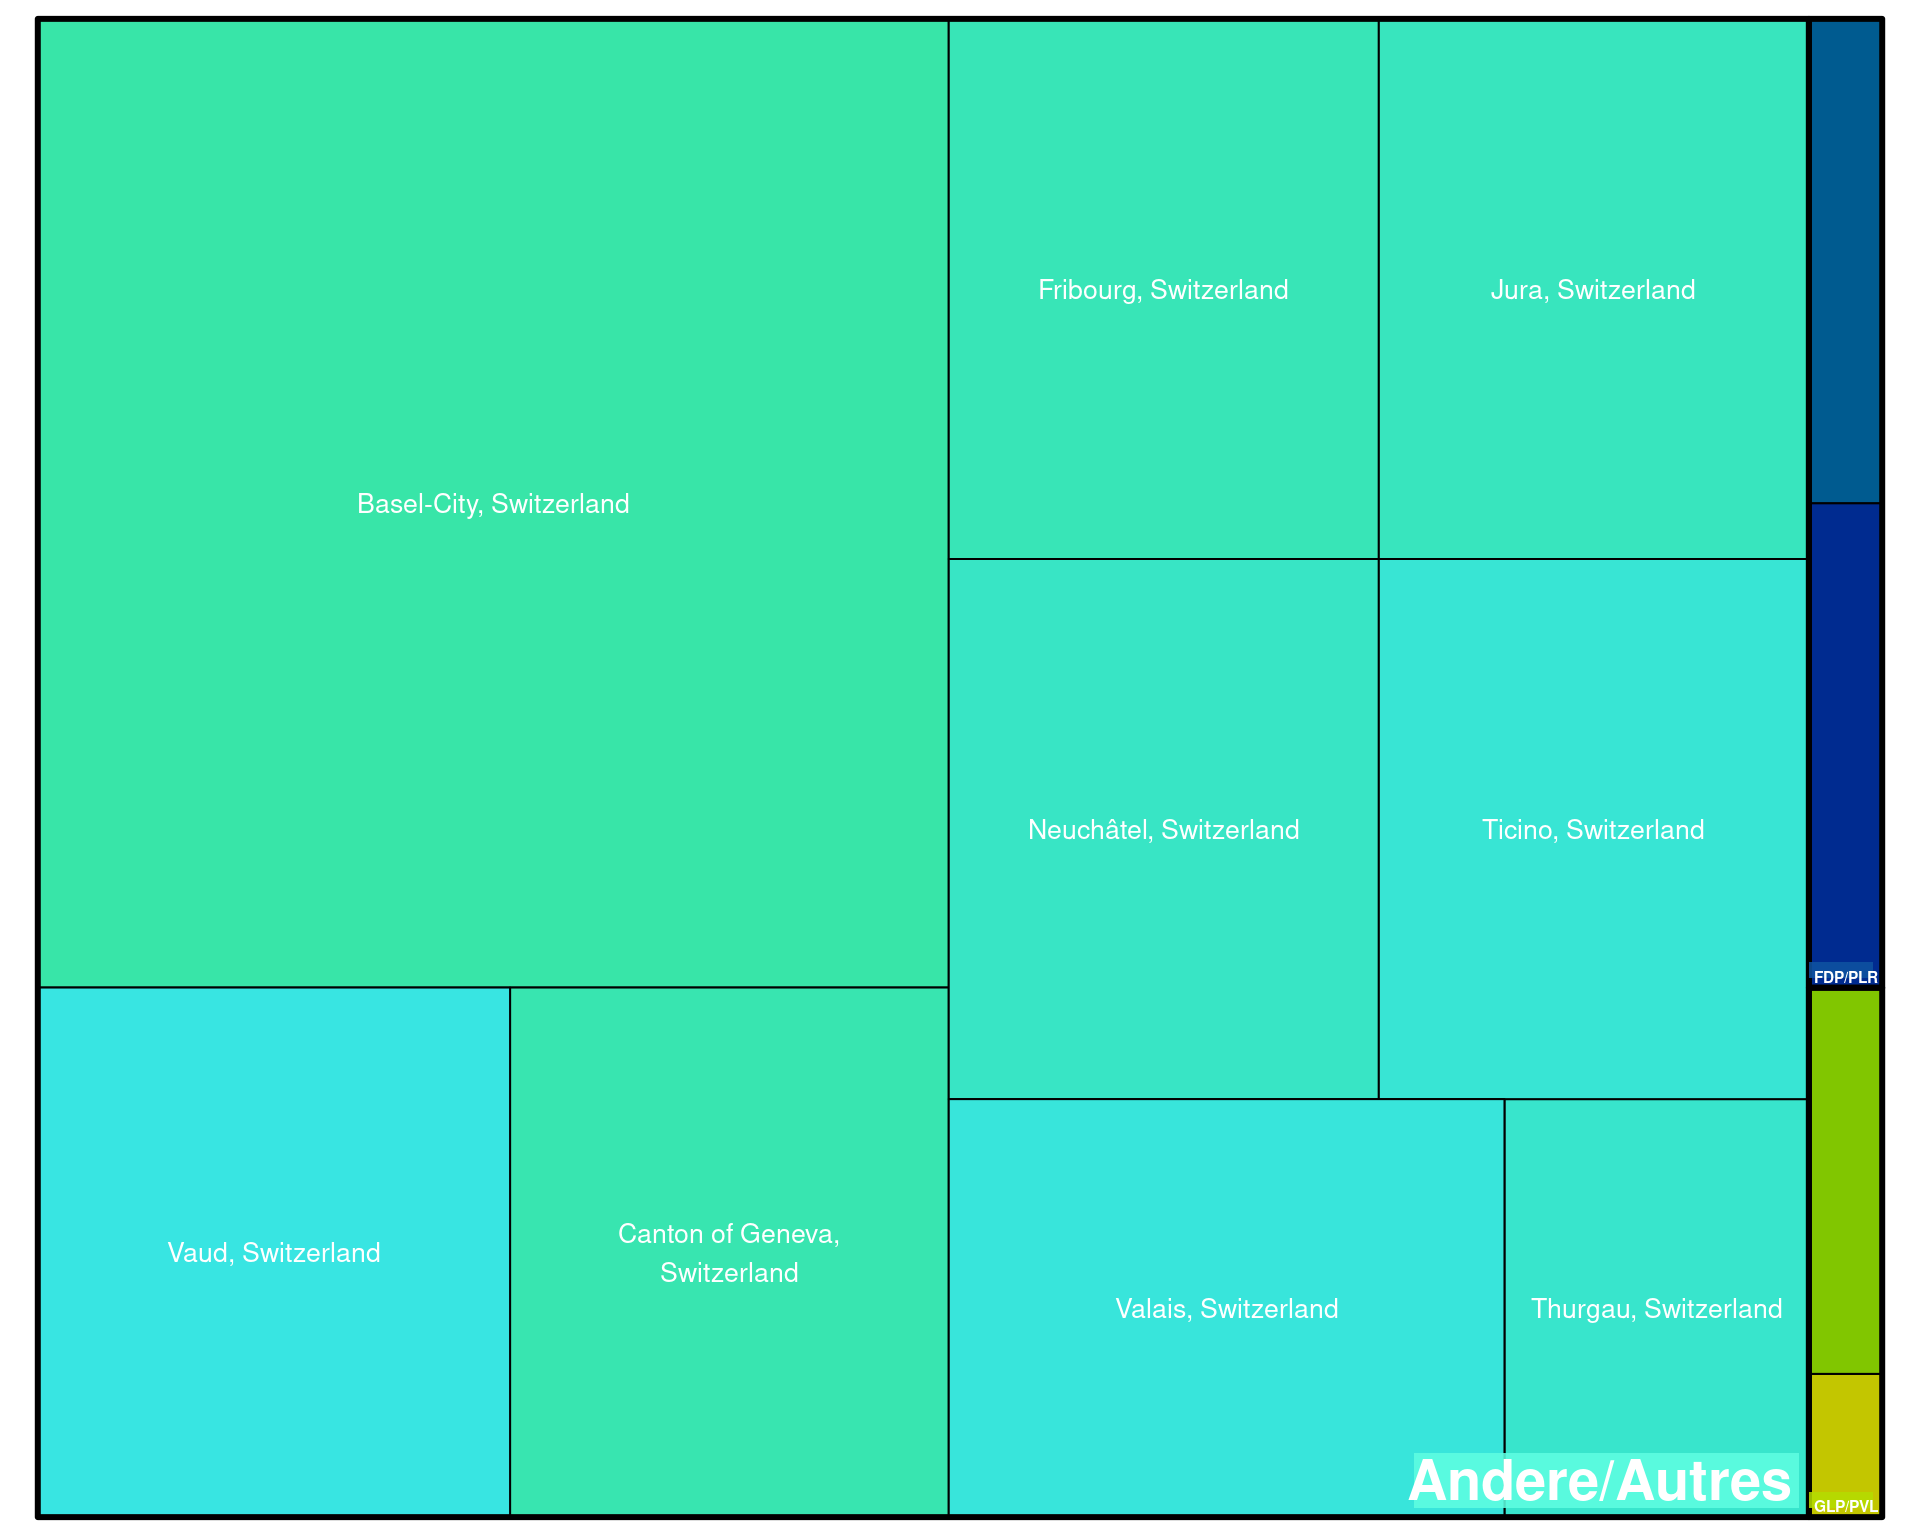 Basel-City, Switzerland
Fribourg, Switzerland
Jura, Switzerland
Neuchâtel, Switzerland
Ticino, Switzerland
Vaud, Switzerland
Canton of Geneva,
Switzerland
Valais, Switzerland
Thurgau, Switzerland
Andere/Autres
FDP/PLR
GLP/PVL